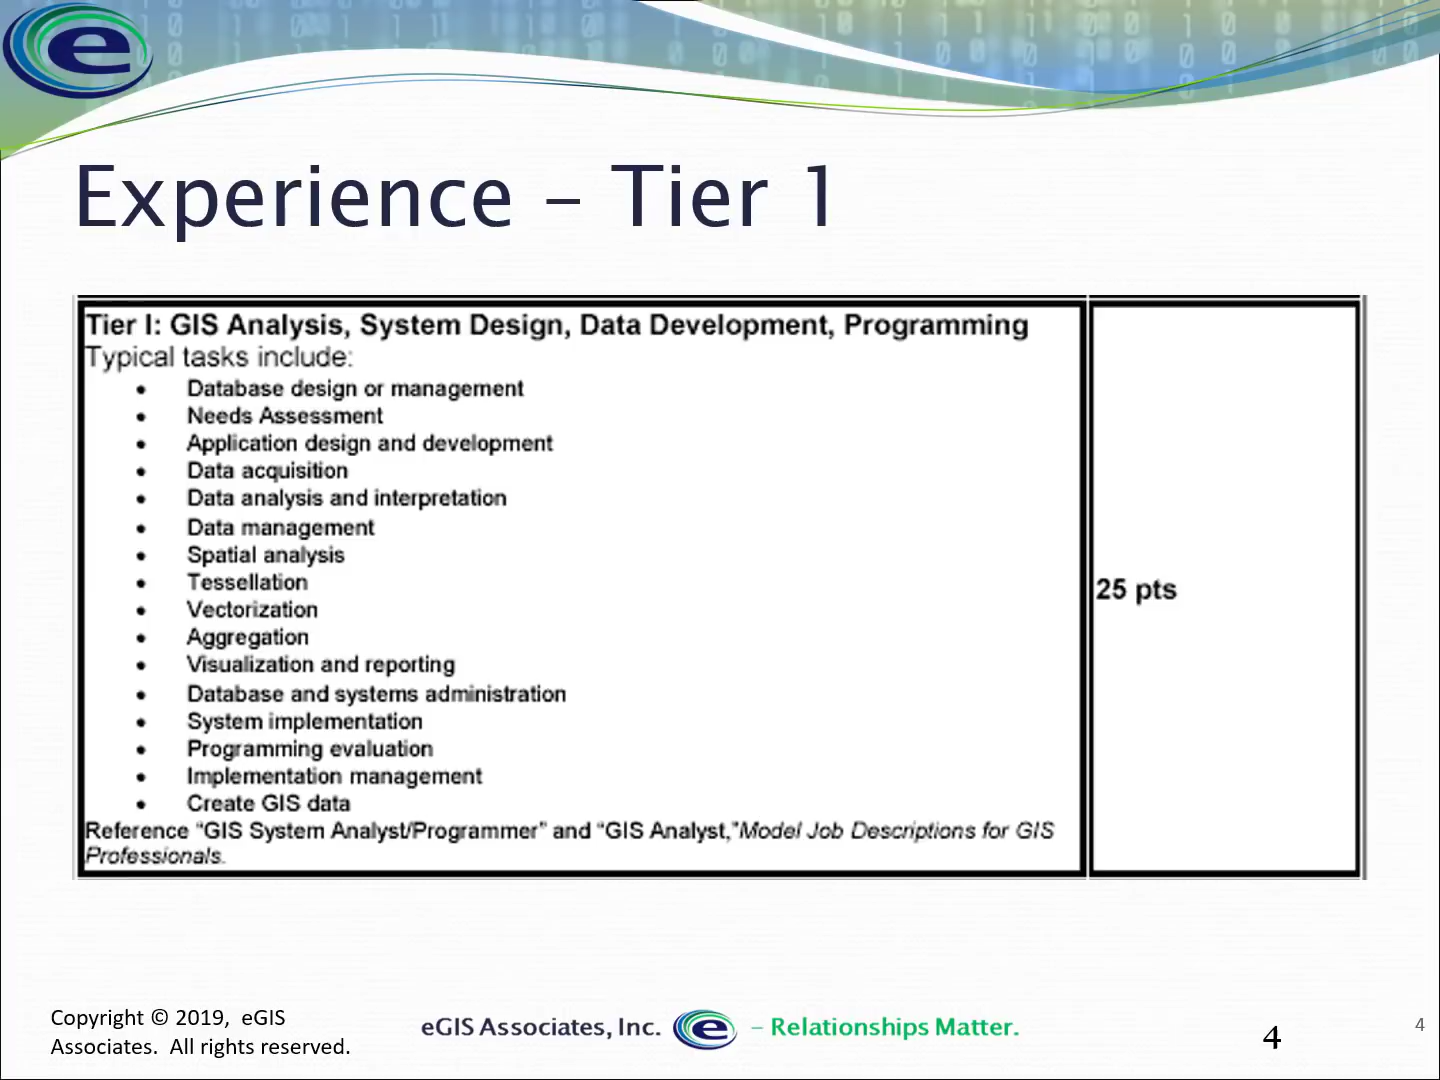 Experience – Tier 1
Tier I: GIS Analysis, System Design, Data Development, Programming
Typical tasks include:
• Database design or management
• Needs Assessment
• Application design and development
• Data acquisition
• Data analysis and interpretation
• Data management
• Spatial analysis
• Tessellation
• Vectorization
• Aggregation
• Visualization and reporting
• Database and systems administration
• System implementation
• Programming evaluation
• Implementation management
• Create GIS data
Reference “GIS System Analyst/Programmer” and “GIS Analyst,”Model Job Descriptions for GIS
Professionals.
25 pts
Copyright © 2019, eGIS
Associates. All rights reserved.
eGIS Associates, Inc. e – Relationships Matter.
4
4